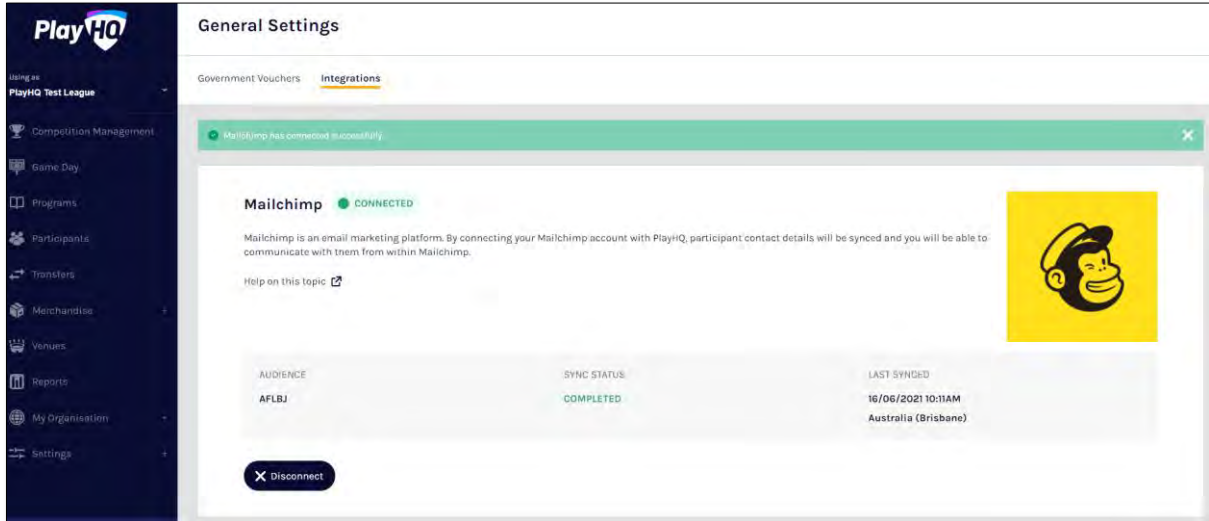 PlayHQ
Using as
PlayHQ Test League
Competition Management
Game Day
Programs
Participants
Transfers
Merchandise
Venues
Reports
My Organisation
Settings
General Settings
Government Vouchers Integrations
Mailchimp has connected successfully.
Mailchimp CONNECTED
Mailchimp is an email marketing platform. By connecting your Mailchimp account with PlayHQ, participant contact details will be synced and you will be able to
communicate with them from within Mailchimp.
Help on this topic
AUDIENCE SYNC STATUS LAST SYNCED
AFLBJ COMPLETED 16/06/2021 10:11AM
Australia (Brisbane)
Disconnect